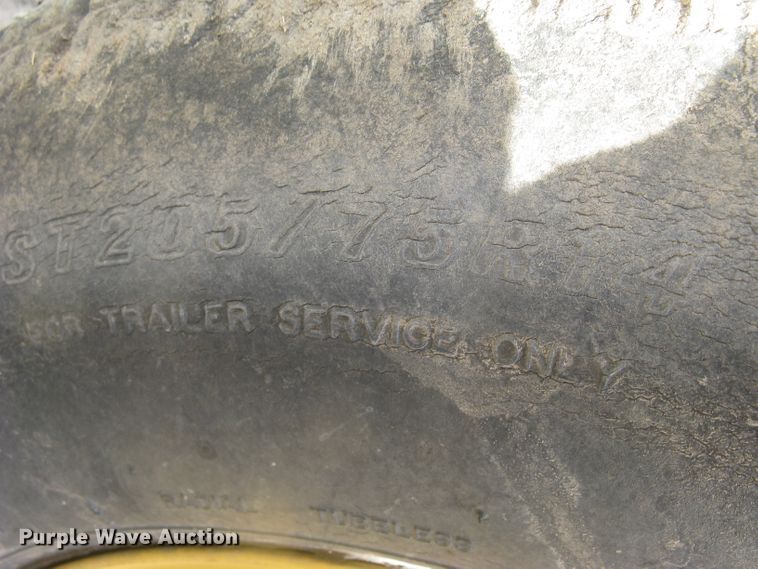 ST205/75R14
FOR TRAILER SERVICE ONLY
RADIAL TUBELESS
Purple Wave Auction